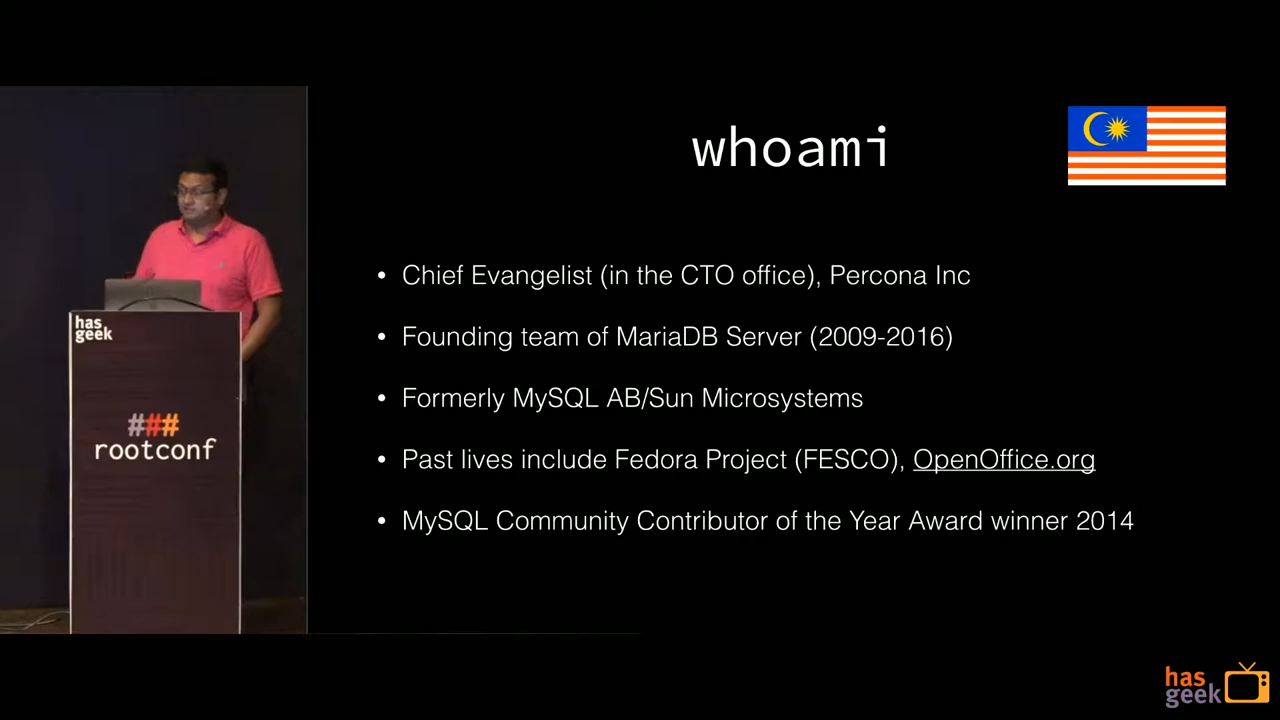 whoami
• Chief Evangelist (in the CTO office), Percona Inc
• Founding team of MariaDB Server (2009-2016)
• Formerly MySQL AB/Sun Microsystems
• Past lives include Fedora Project (FESCO), OpenOffice.org
• MySQL Community Contributor of the Year Award winner 2014
has
geek
###
rootconf
has
geek